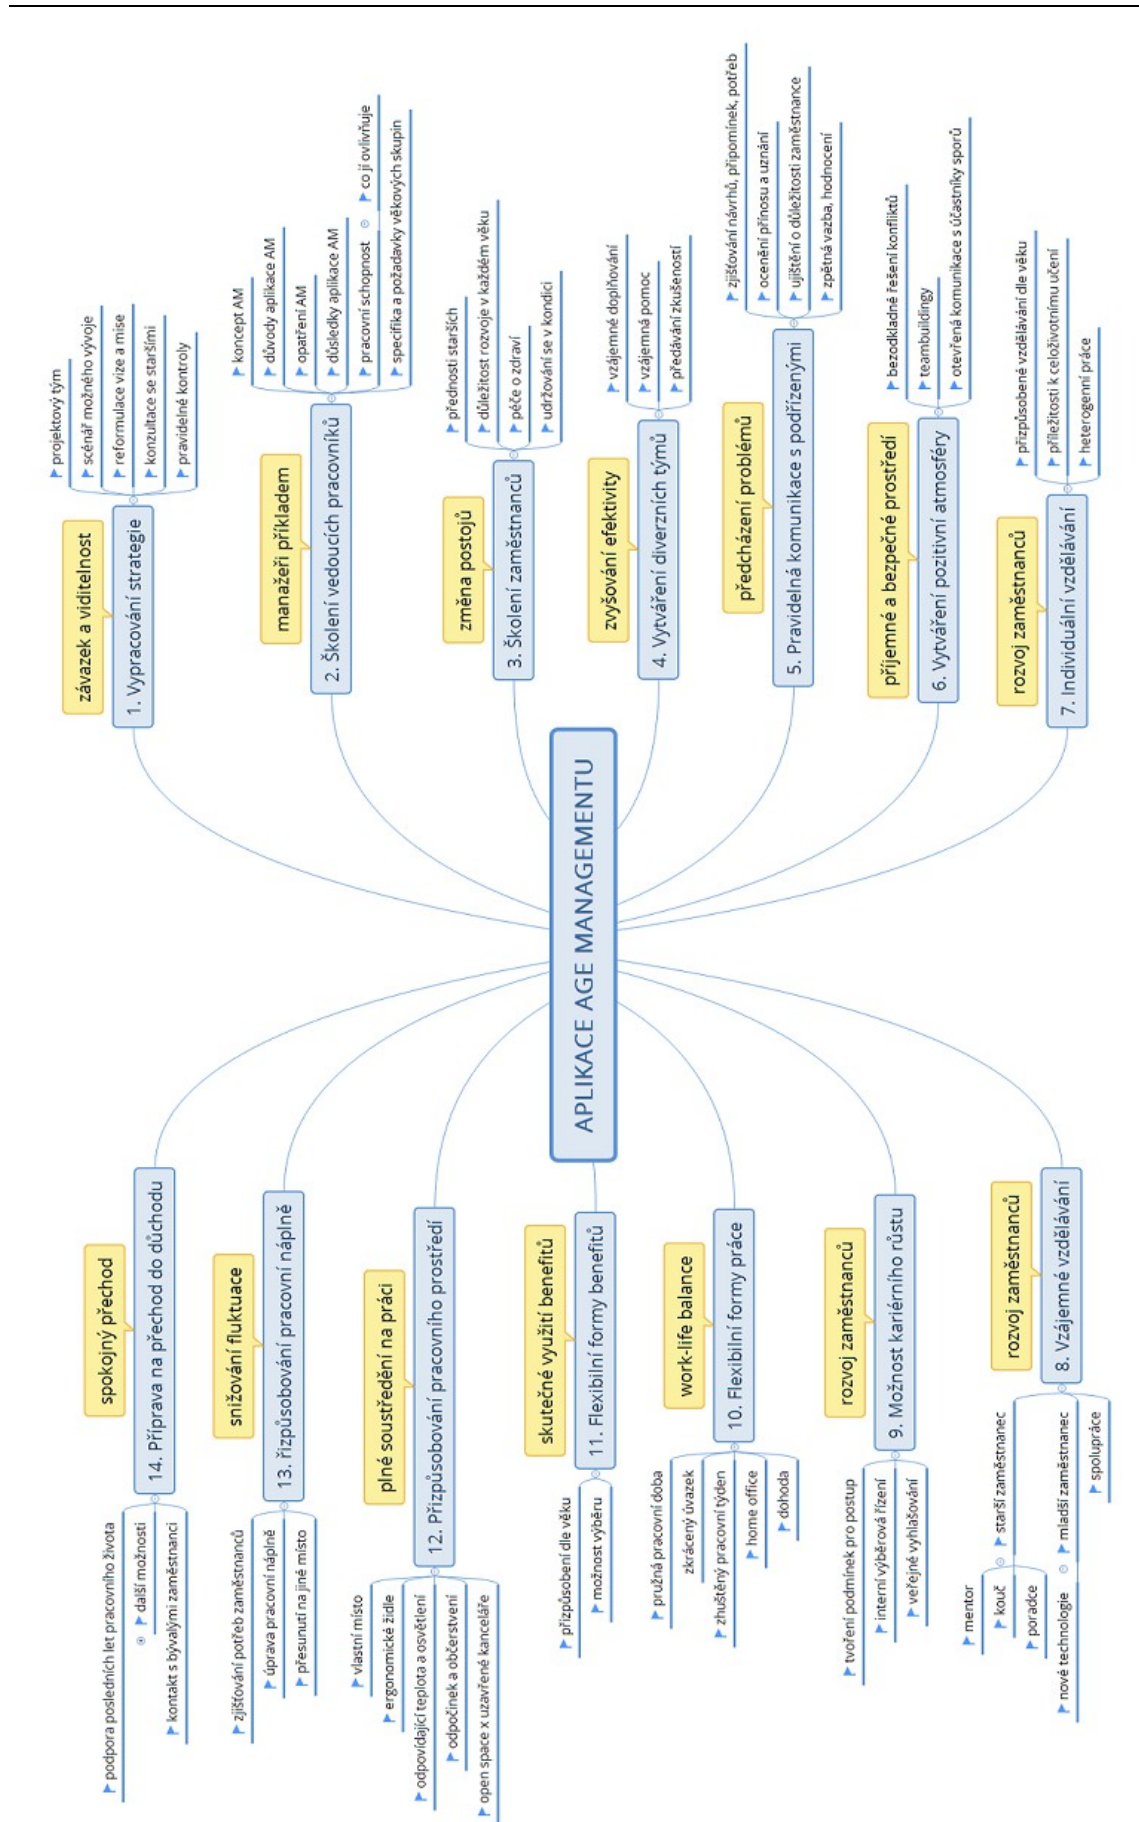 APLIKACE AGE MANAGEMENTU
závazek a viditelnost
1. Vypracování strategie
projektový tým
scénář možného vývoje
reformulace vize a mise
konzultace se staršími
pravidelné kontroly
manažeři příkladem
2. Školení vedoucích pracovníků
koncept AM
důvody aplikace AM
opatření AM
důsledky aplikace AM
pracovní schopnost
co jí ovlivňuje
specifika a požadavky věkových skupin
změna postojů
3. Školení zaměstnanců
přednosti starších
důležitost rozvoje v každém věku
péče o zdraví
udržování se v kondici
zvyšování efektivity
4. Vytváření diverzních týmů
vzájemné doplňování
vzájemná pomoc
předávání zkušeností
předcházení problémů
5. Pravidelná komunikace s podřízenými
zjišťování návrhů, připomínek, potřeb
ocenění přínosu a uznání
ujištění o důležitosti zaměstnance
zpětná vazba, hodnocení
příjemné a bezpečné prostředí
6. Vytváření pozitivní atmosféry
bezodkladné řešení konfliktů
teambuildingy
otevřená komunikace s účastníky sporů
rozvoj zaměstnanců
7. Individuální vzdělávání
přizpůsobené vzdělávání dle věku
příležitosti k celoživotnímu učení
heterogenní práce
rozvoj zaměstnanců
8. Vzájemné vzdělávání
starší zaměstnanec
mentor
kouč
poradce
mladší zaměstnanec
nové technologie
spolupráce
rozvoj zaměstnanců
9. Možnost kariérního růstu
tvoření podmínek pro postup
interní výběrová řízení
veřejné vyhlašování
work-life balance
10. Flexibilní formy práce
pružná pracovní doba
zkrácený úvazek
zhuštěný pracovní týden
home office
dohoda
skutečné využití benefitů
11. Flexibilní formy benefitů
přizpůsobení dle věku
možnost výběru
plné soustředění na práci
12. Přizpůsobování pracovního prostředí
vlastní místo
ergonomické židle
odpovídající teplota a osvětlení
odpočinek a občerstvení
open space x uzavřené kanceláře
snižování fluktuace
13. řizpůsobování pracovní náplně
zjišťování potřeb zaměstnanců
úprava pracovní náplně
přesunutí na jiné místo
spokojný přechod
14. Příprava na přechod do důchodu
podpora posledních let pracovního života
další možnosti
kontakt s bývalými zaměstnanci